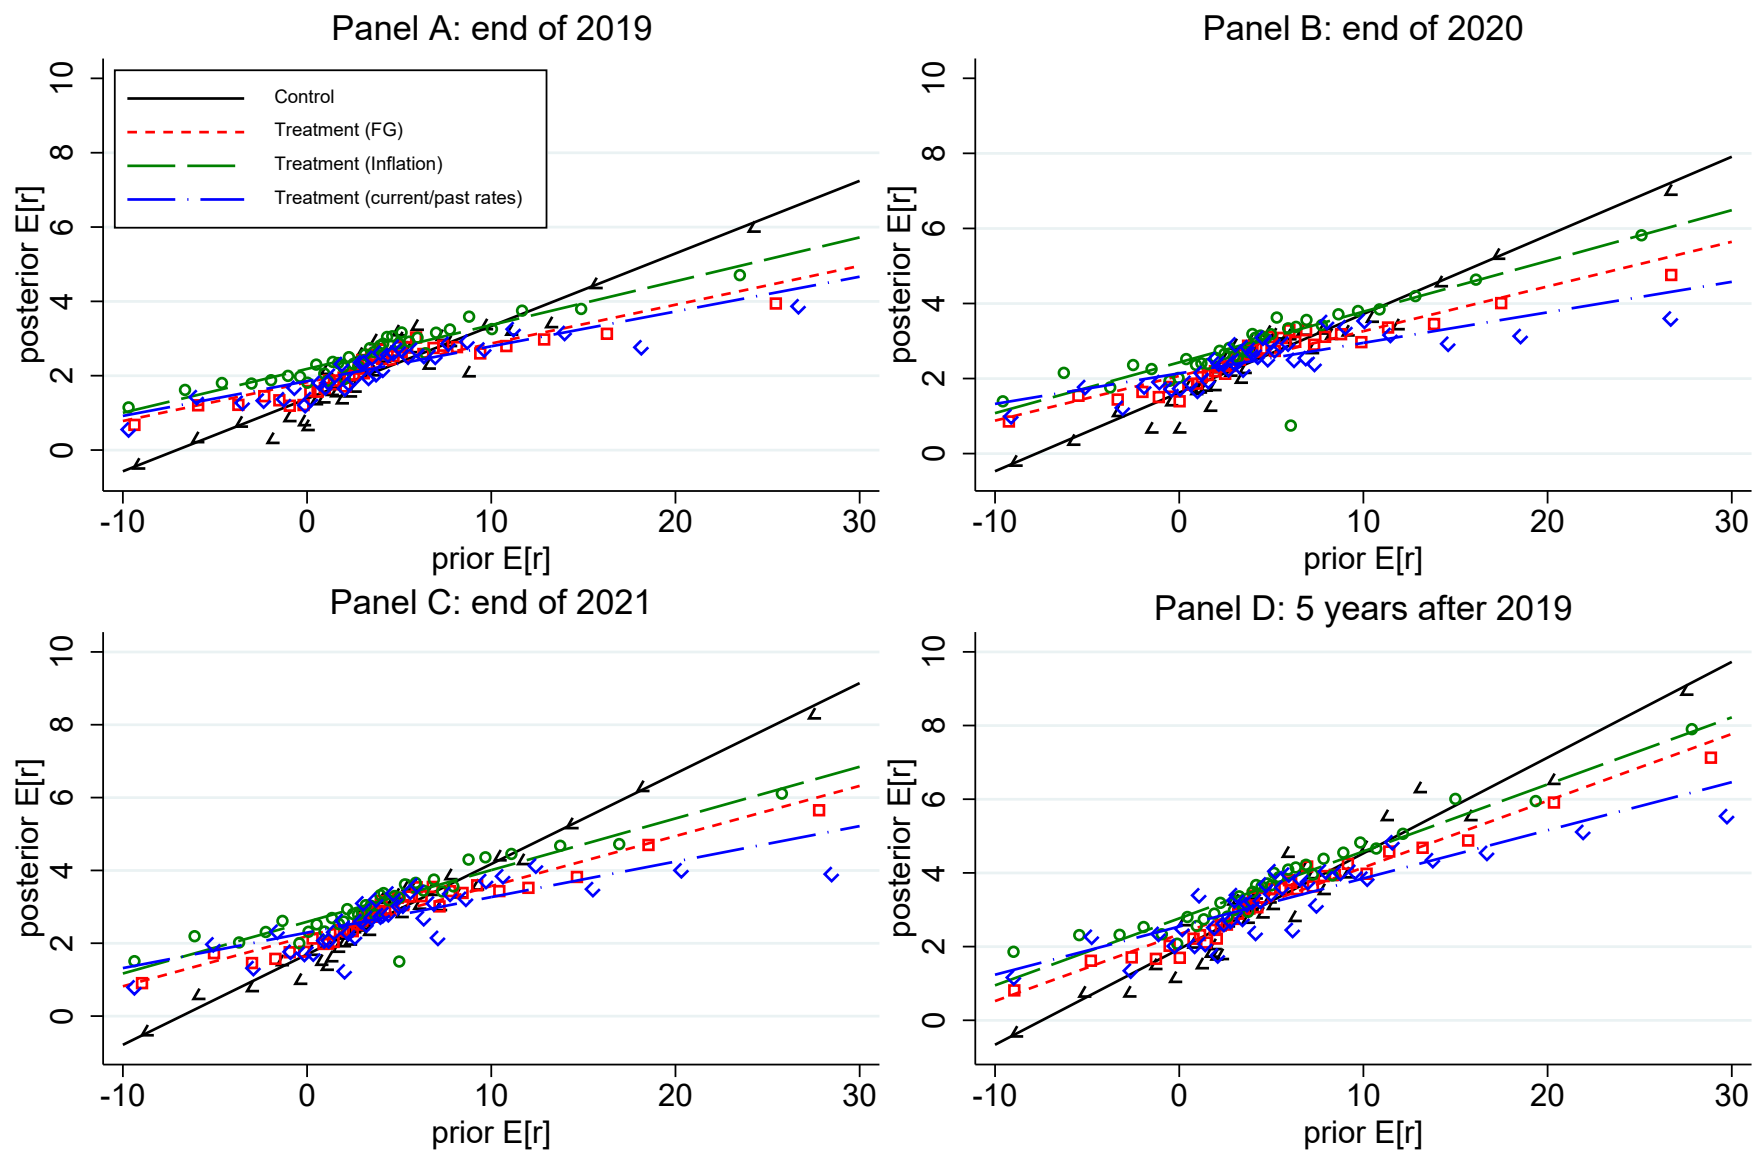 Panel A: end of 2019
10
8
6
4
2
0
posterior E[r]
Control
Treatment (FG)
Treatment (Inflation)
Treatment (current/past rates)
-10 0 10 20 30
prior E[r]
Panel B: end of 2020
10
8
6
4
2
0
posterior E[r]
-10 0 10 20 30
prior E[r]
Panel C: end of 2021
10
8
6
4
2
0
posterior E[r]
-10 0 10 20 30
prior E[r]
Panel D: 5 years after 2019
10
8
6
4
2
0
posterior E[r]
-10 0 10 20 30
prior E[r]